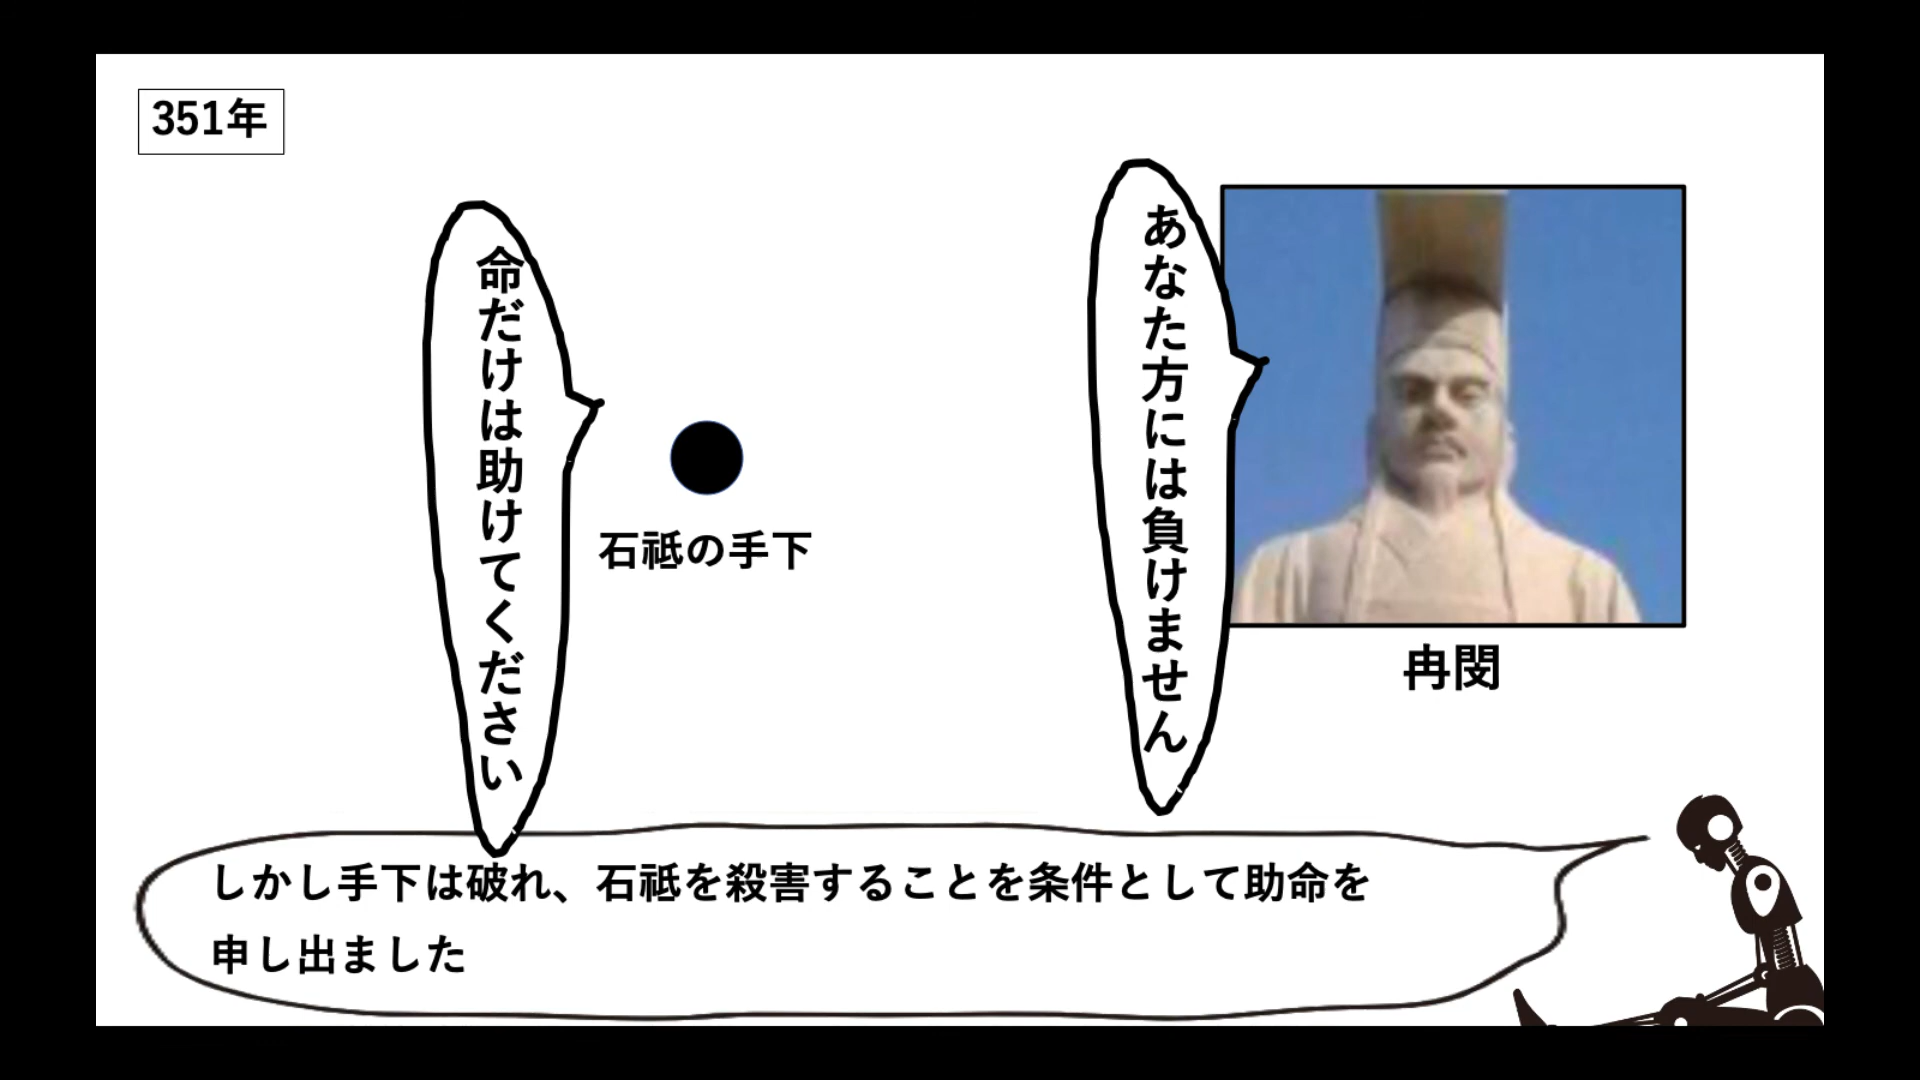 351年
あなた方には負けません
命だけは助けてください
石祗の手下
冉閔
しかし手下は破れ、石祗を殺害することを条件として助命を
申し出ました